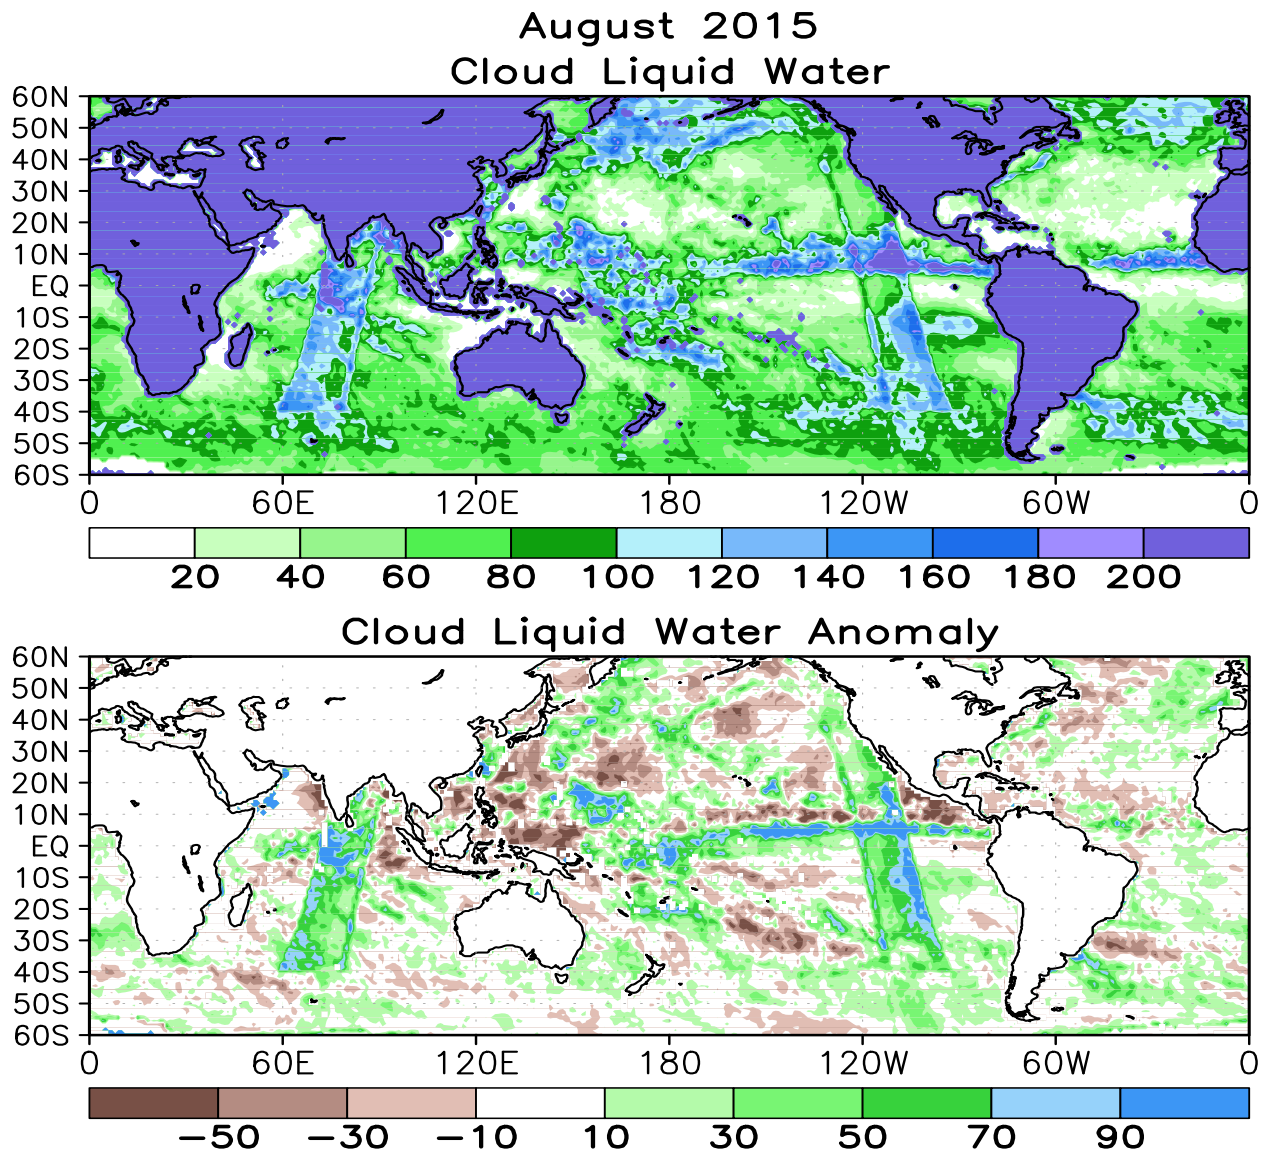 August 2015
Cloud Liquid Water
60N
50N
40N
30N
20N
10N
EQ
10S
20S
30S
40S
50S
60S
0 60E 120E 180 120W 60W 0
20 40 60 80 100 120 140 160 180 200
Cloud Liquid Water Anomaly
60N
50N
40N
30N
20N
10N
EQ
10S
20S
30S
40S
50S
60S
0 60E 120E 180 120W 60W 0
−50 −30 −10 10 30 50 70 90